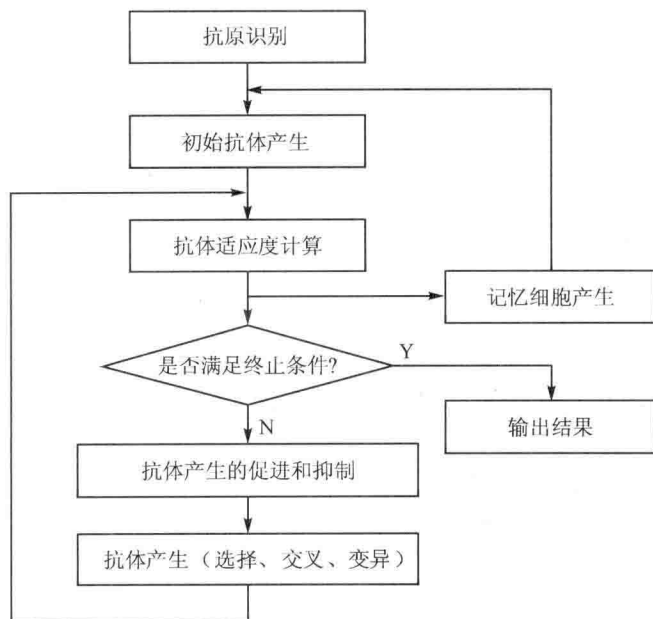 抗原识别
初始抗体产生
抗体适应度计算
记忆细胞产生
是否满足终止条件?
Y
输出结果
N
抗体产生的促进和抑制
抗体产生（选择、交叉、变异）